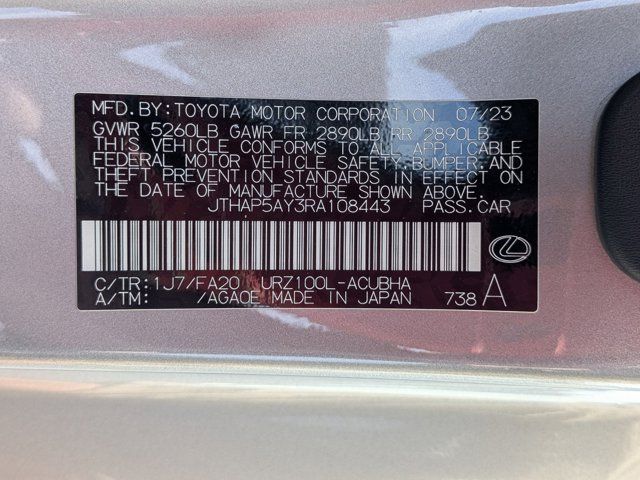 MFD. BY: TOYOTA MOTOR CORPORATION 07/23
GVWR 5260LB GAWR FR 2890LB RR 2890LB
THIS VEHICLE CONFORMS TO ALL APPLICABLE
FEDERAL MOTOR VEHICLE SAFETY, BUMPER, AND
THEFT PREVENTION STANDARDS IN EFFECT ON
THE DATE OF MANUFACTURE SHOWN ABOVE.
JTHAP5AY3RA108443 PASS. CAR
C/TR: 1J7/FA20 URZ100L-ACUBHA
A/TM: /AGA0E MADE IN JAPAN 738 A